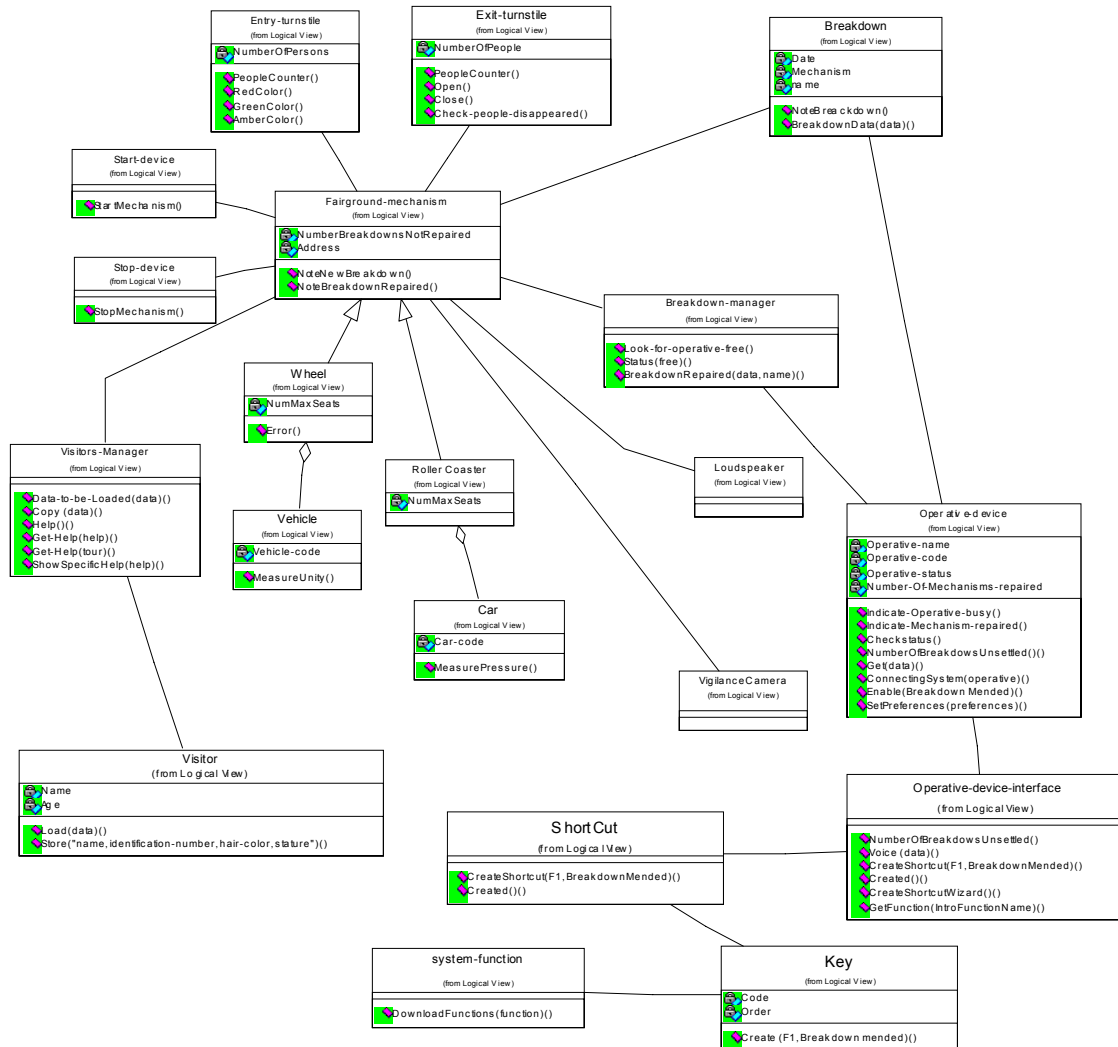 Entry-turnstile
(from Logical View)
NumberOfPersons
PeopleCounter()
RedColor()
GreenColor()
AmberColor()
Exit-turnstile
(from Logical View)
NumberOfPeople
PeopleCounter()
Open()
Close()
Check-people-disappeared()
Breakdown
(from Logical View)
Date
Mechanism
name
NoteBreackdown()
BreakdownData(data)()
Start-device
(from Logical View)
StartMechanism()
Fairground-mechanism
(from Logical View)
NumberBreakdownsNotRepaired
Address
NoteNewBreakdown()
NoteBreakdownRepaired()
Stop-device
(from Logical View)
StopMechanism()
Breakdown-manager
(from Logical View)
Look-for-operative-free()
Status(free)()
BreakdownRepaired(data,name)()
Wheel
(from Logical View)
NumMaxSeats
Error()
Visitors-Manager
(from Logical View)
Data-to-be-Loaded(data)()
Copy (data)()
Help()()
Get-Help(help)()
Get-Help(tour)()
ShowSpecificHelp(help)()
Roller Coaster
(from Logical View)
NumMaxSeats
Loudspeaker
(from Logical View)
Vehicle
(from Logical View)
Vehicle-code
MeasureUnity()
Operative-device
(from Logical View)
Operative-name
Operative-code
Operative-status
Number-Of-Mechanisms-repaired
Indicate-Operative-busy()
Indicate-Mechanism-repaired()
Checkstatus()
NumberOfBreakdowsUnsettled()()
Get(data)()
ConnectingSystem(operative)()
Enable(Breakdown Mended)()
SetPreferences(preferences)()
Car
(from Logical View)
Car-code
MeasurePressure()
VigilanceCamera
(from Logical View)
Visitor
(from Logical View)
Name
Age
Load(data)()
Store("name,identification-number,hair-color,stature")()
Operative-device-interface
(from Logical View)
NumberOfBreakdowsUnsettled()
Voice (data)()
CreateShortcut(F1,BreakdownMended)()
Created()()
CreateShortcutWizard()()
GetFunction(IntroFunctionName)()
ShortCut
(from Logical View)
CreateShortcut(F1,BreakdownMended)()
Created()()
system-function
(from Logical View)
DownloadFunctions(function)()
Key
(from Logical View)
Code
Order
Create (F1,Breakdown mended)()